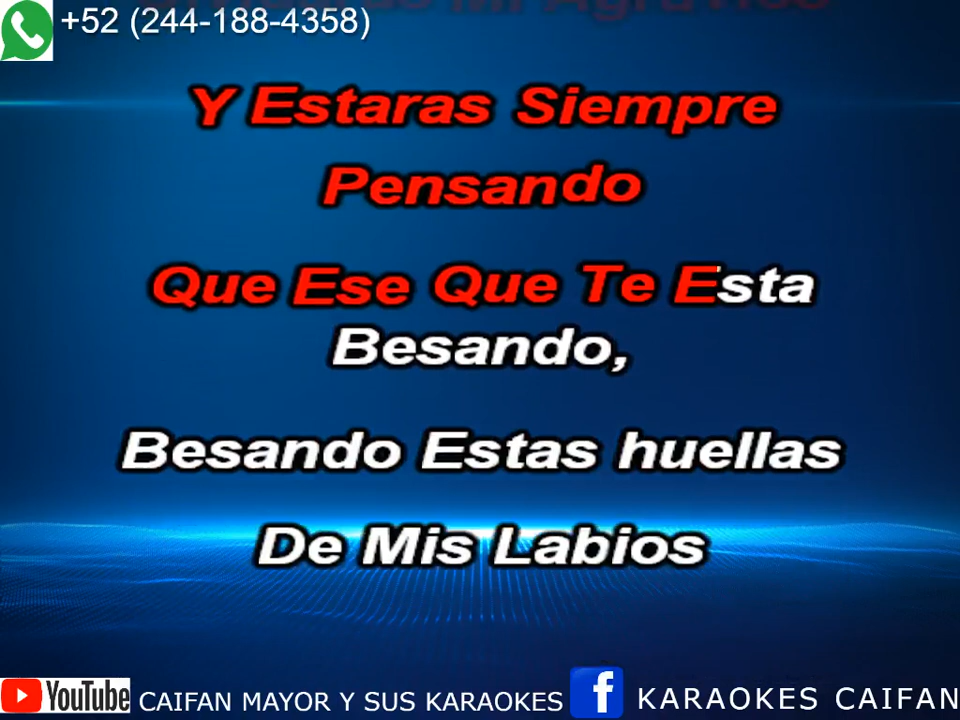 +52 (244-188-4358)
Y Estaras Siempre
Pensando
Que Ese Que Te Esta
Besando,
Besando Estas huellas
De Mis Labios
YouTube CAIFAN MAYOR Y SUS KARAOKES f KARAOKES CAIFAN